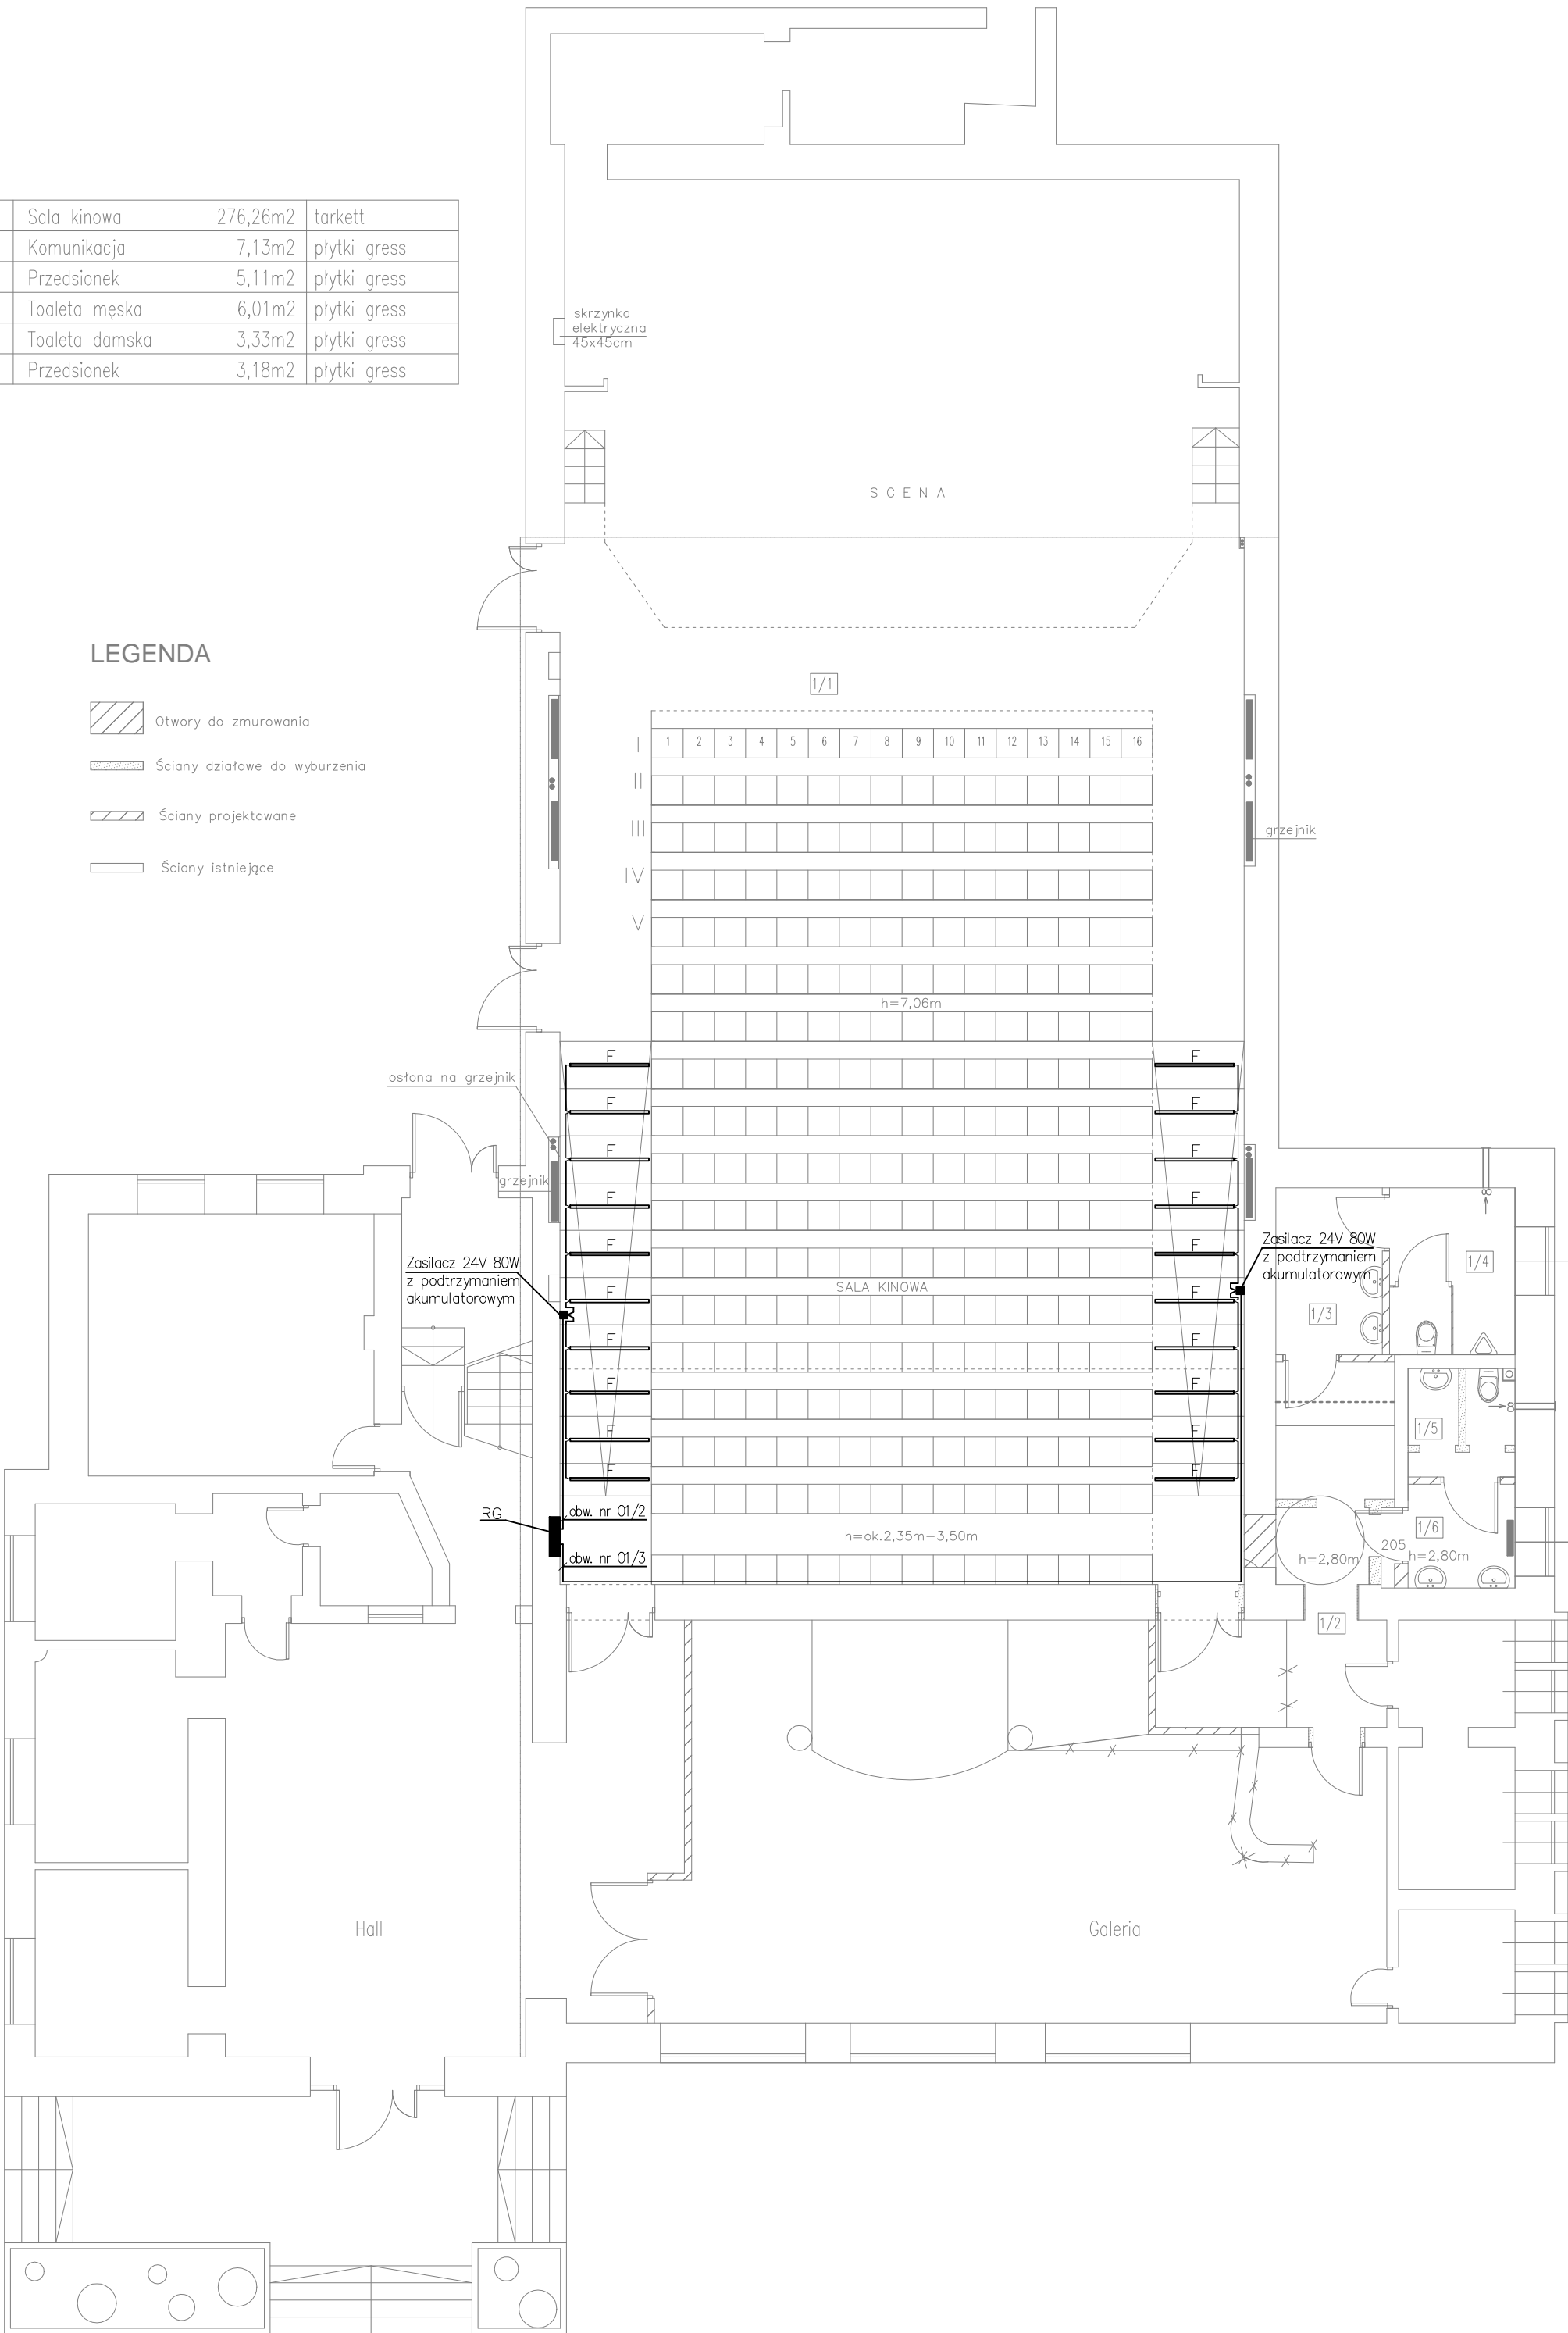 Sala kinowa 276,26m2 tarkett
Komunikacja 7,13m2 płytki gress
Przedsionek 5,11m2 płytki gress
Toaleta męska 6,01m2 płytki gress
Toaleta damska 3,33m2 płytki gress
Przedsionek 3,18m2 płytki gress
skrzynka
elektryczna
45x45cm
SCENA
LEGENDA
Otwory do zmurowania
Ściany działowe do wyburzenia
Ściany projektowane
Ściany istniejące
1/1
I 1 2 3 4 5 6 7 8 9 10 11 12 13 14 15 16
II
III
IV
V
grzejnik
h=7,06m
F F
osłona na grzejnik
F F
F F
grzejnik
F F
F F
Zasilacz 24V 80W
z podtrzymaniem
akumulatorowym
Zasilacz 24V 80W
z podtrzymaniem
akumulatorowym
1/4
SALA KINOWA
F F
1/3
F F
F F
1/5
F F
F F
RG
obw. nr 01/2
h=ok.2,35m-3,50m
obw. nr 01/3
1/6
205
h=2,80m
h=2,80m
1/2
Hall
Galeria